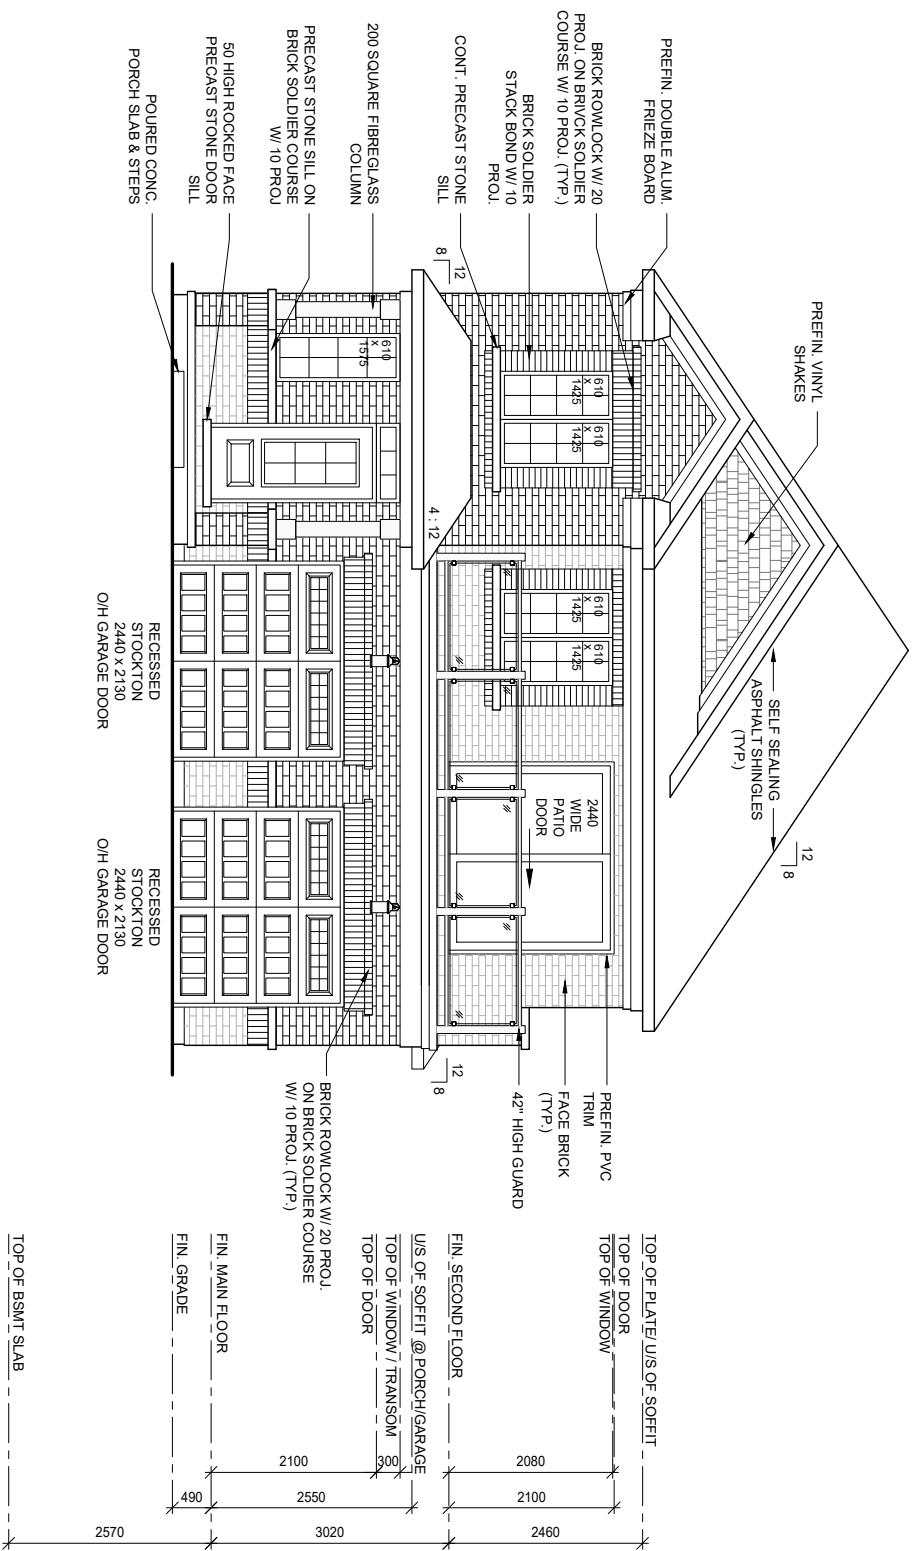 PREFIN. DOUBLE ALUM.
FRIEZE BOARD
BRICK ROWLOCK W/ 20
PROJ. ON BRIVCK SOLDIER
COURSE W/ 10 PROJ. (TYP.)
BRICK SOLDIER
STACK BOND W/ 10
PROJ.
CONT. PRECAST STONE
SILL
200 SQUARE FIBREGLASS
COLUMN
PRECAST STONE SILL ON
BRICK SOLDIER COURSE
W/ 10 PROJ
50 HIGH ROCKED FACE
PRECAST STONE DOOR
SILL
POURED CONC.
PORCH SLAB & STEPS
PREFIN. VINYL
SHAKES
SELF SEALING
ASPHALT SHINGLES
(TYP.)
12
8
12
8
4 : 12
12
8
610
X
1425
610
X
1425
610
X
1425
610
X
1425
610
X
1575
2440
WIDE
PATIO
DOOR
RECESSED
STOCKTON
2440 x 2130
O/H GARAGE DOOR
RECESSED
STOCKTON
2440 x 2130
O/H GARAGE DOOR
PREFIN. PVC
TRIM
FACE BRICK
(TYP.)
42" HIGH GUARD
BRICK ROWLOCK W/ 20 PROJ.
ON BRICK SOLDIER COURSE
W/ 10 PROJ. (TYP.)
TOP OF PLATE/ U/S OF SOFFIT
TOP OF DOOR
TOP OF WINDOW
FIN. SECOND FLOOR
U/S OF SOFFIT @ PORCH/GARAGE
TOP OF WINDOW / TRANSOM
TOP OF DOOR
FIN. MAIN FLOOR
FIN. GRADE
TOP OF BSMT SLAB
2080
2100
2460
300
2100
2550
3020
490
2570